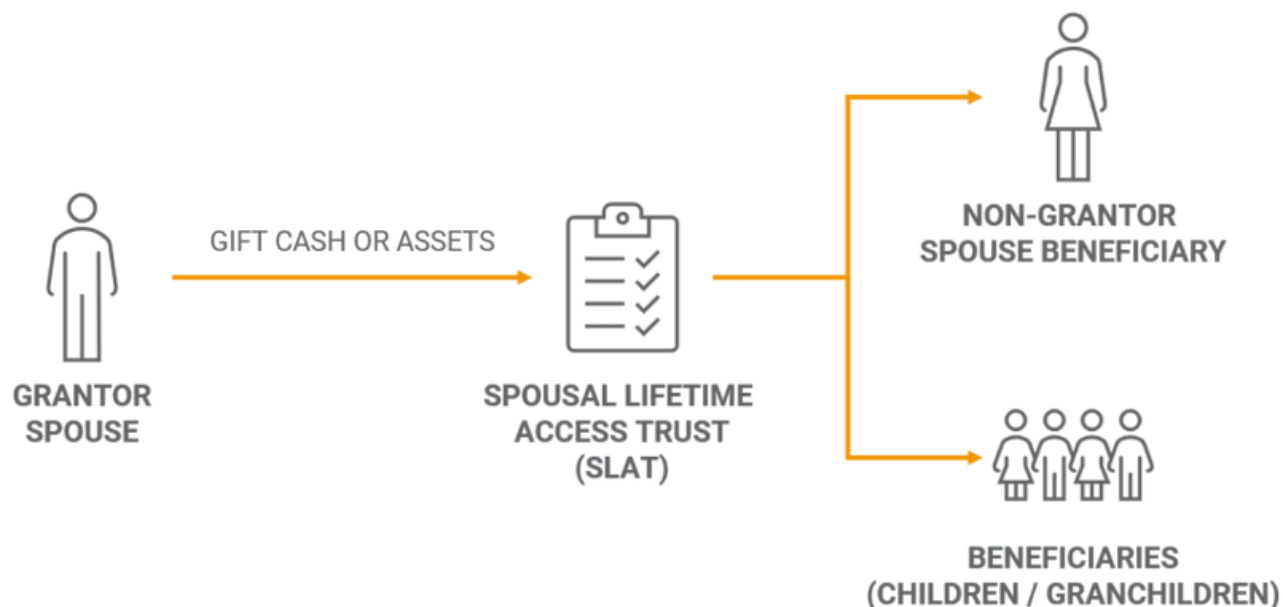 GIFT CASH OR ASSETS
GRANTOR
SPOUSE
SPOUSAL LIFETIME
ACCESS TRUST
(SLAT)
NON-GRANTOR
SPOUSE BENEFICIARY
BENEFICIARIES
(CHILDREN / GRANCHILDREN)